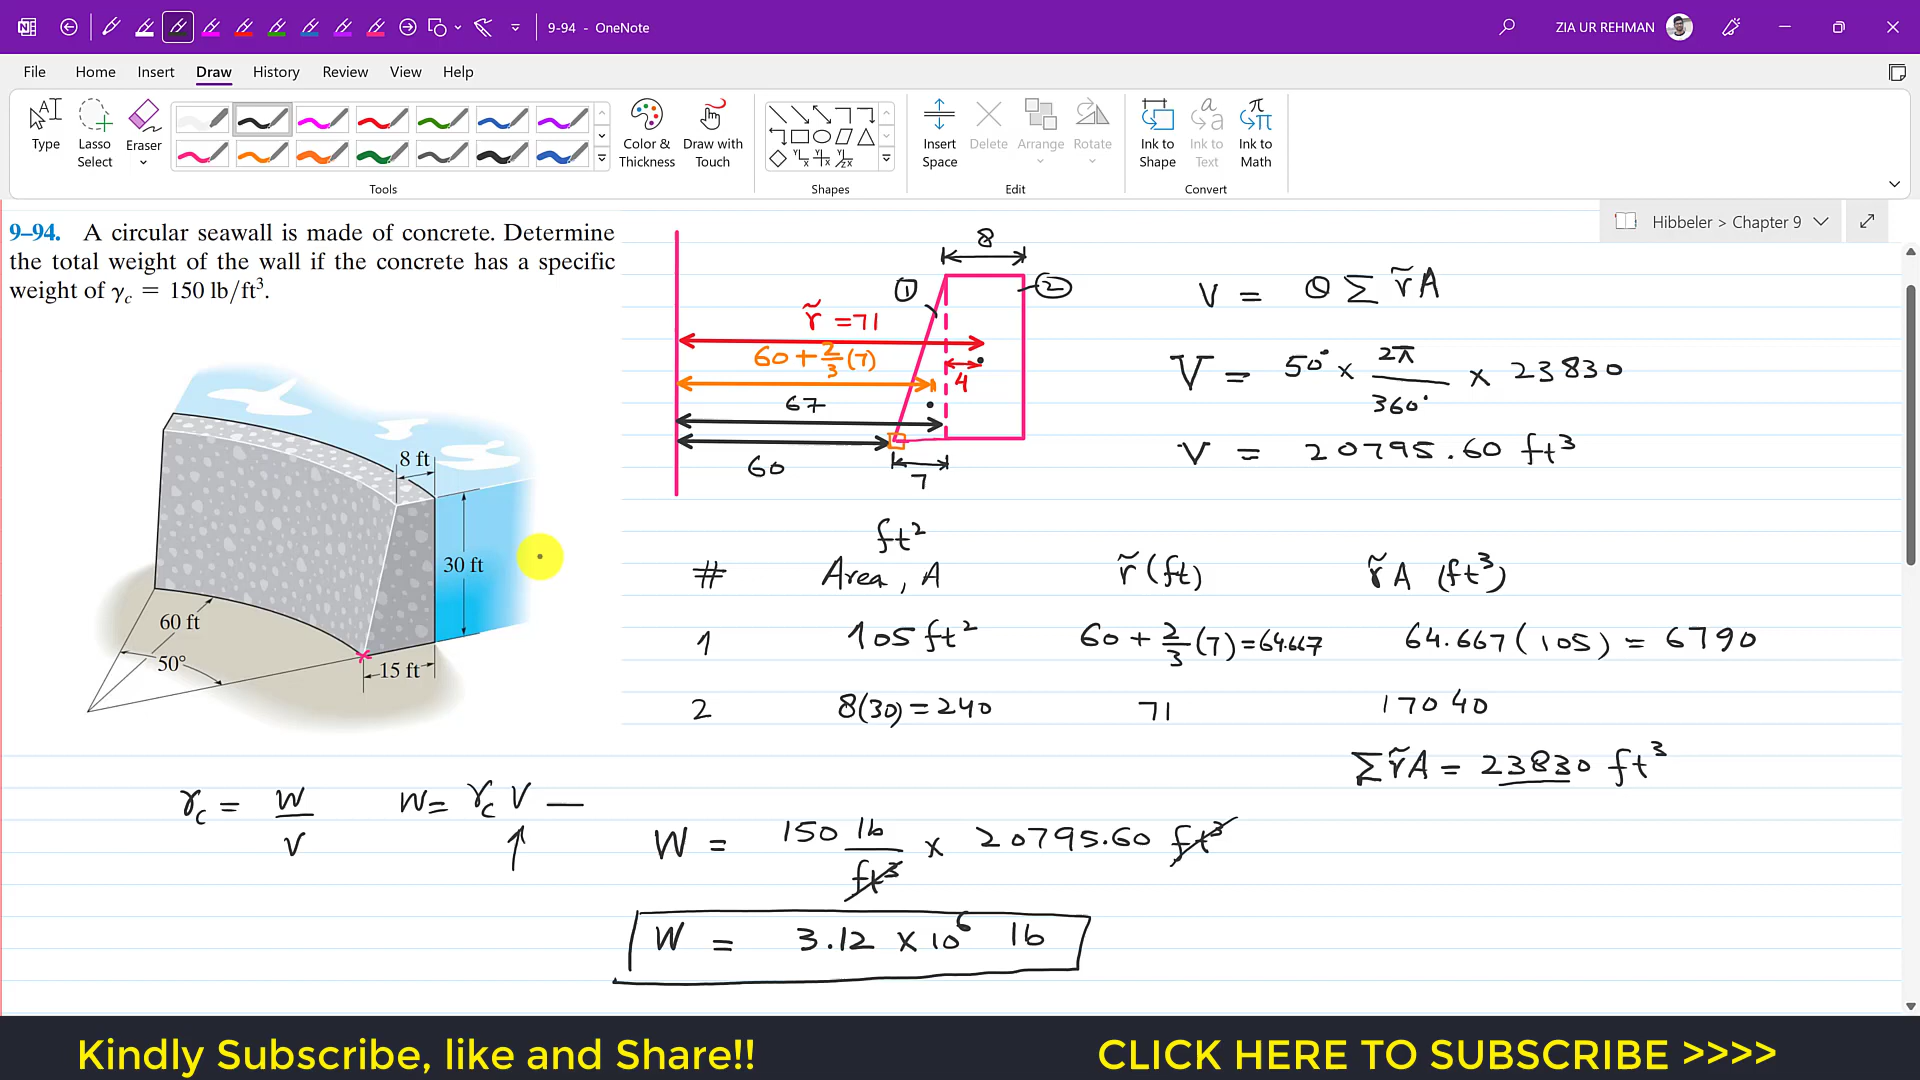 9-94 - OneNote
ZIA UR REHMAN
File Home Insert Draw History Review View Help
Type
Lasso Select
Eraser
Color & Thickness
Draw with Touch
Insert Space
Delete
Arrange
Rotate
Ink to Shape
Ink to Text
Ink to Math
Tools
Shapes
Edit
Convert
Hibbeler > Chapter 9
9–94. A circular seawall is made of concrete. Determine
the total weight of the wall if the concrete has a specific
weight of γc = 150 lb/ft³.
8 ft
30 ft
60 ft
50°
15 ft
8
1
2
r̃ = 71
60 + 2/3 (7)
4
67
60
7
V = θ Σ r̃ A
V = 50° × 2π/360° × 23830
V = 20795.60 ft³
ft²
# Area, A r̃ (ft) r̃ A (ft³)
1 105 ft² 60 + 2/3 (7) = 64.667 64.667 (105) = 6790
2 8(30) = 240 71 17040
Σ r̃ A = 23830 ft³
γc = W/V W = γc V —
W = 150 lb/ft³ × 20795.60 ft³
W = 3.12 × 10⁶ lb
Kindly Subscribe, like and Share!!
CLICK HERE TO SUBSCRIBE >>>>